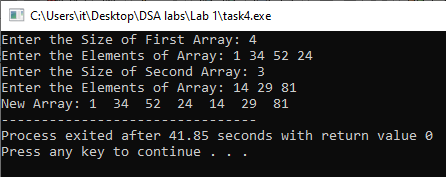 C:\Users\it\Desktop\DSA labs\Lab 1\task4.exe
Enter the Size of First Array: 4
Enter the Elements of Array: 1 34 52 24
Enter the Size of Second Array: 3
Enter the Elements of Array: 14 29 81
New Array: 1  34  52  24  14  29  81
--------------------------------
Process exited after 41.85 seconds with return value 0
Press any key to continue . . .